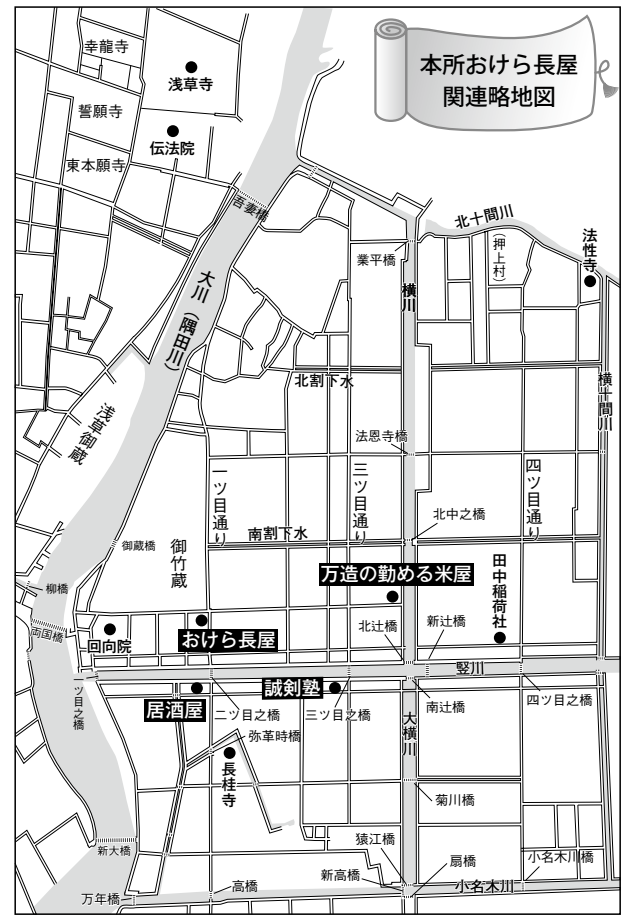 本所おけら長屋
関連略地図
幸龍寺
浅草寺
誓願寺
伝法院
東本願寺
吾妻橋
北十間川
(押上村)
法性寺
業平橋
大川(隅田川)
横川
北割下水
横十間川
浅草御蔵
法恩寺橋
一ツ目通り
三ツ目通り
四ツ目通り
北中之橋
南割下水
御蔵橋
御竹蔵
万造の勤める米屋
田中稲荷社
柳橋
両国橋
回向院
おけら長屋
北辻橋
新辻橋
竪川
一ツ目之橋
居酒屋
二ツ目之橋
誠剣塾
三ツ目之橋
南辻橋
四ツ目之橋
大横川
弥革時橋
長桂寺
菊川橋
新大橋
猿江橋
扇橋
小名木川橋
新高橋
小名木川
万年橋
高橋